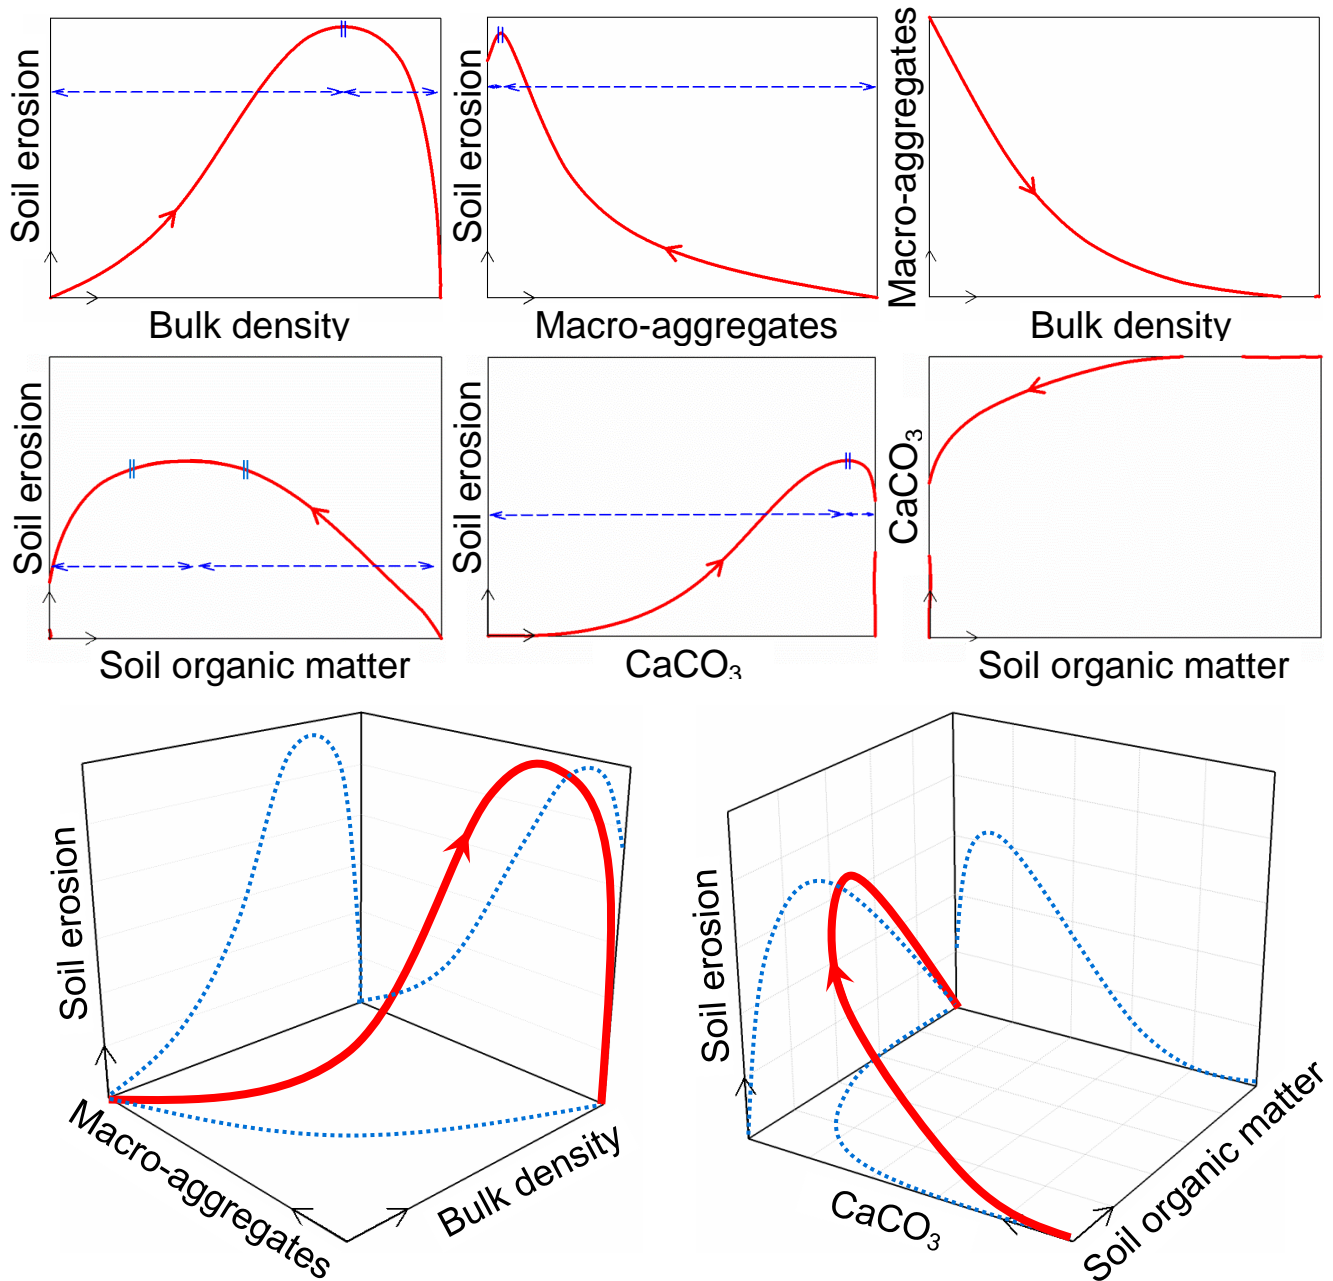 Soil erosion
Bulk density
Soil erosion
Macro-aggregates
Macro-aggregates
Bulk density
Soil erosion
Soil organic matter
Soil erosion
CaCO₃
CaCO₃
Soil organic matter
Soil erosion
Macro-aggregates
Bulk density
Soil erosion
CaCO₃
Soil organic matter